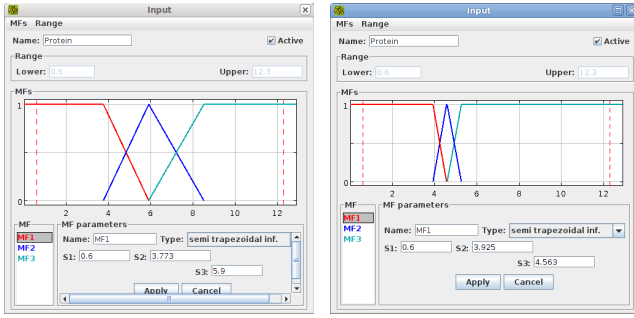 Input
MFs Range
Name: Protein Active
Range
Lower: 0.6 Upper: 12.3
MFs
1
0
2 4 6 8 10 12
MF
MF1
MF2
MF3
MF parameters
Name: MF1 Type: semi trapezoidal inf.
S1: 0.6 S2: 3.773
S3: 5.9
Apply Cancel
Input
MFs Range
Name: Protein Active
Range
Lower: 0.6 Upper: 12.3
MFs
1
0
2 4 6 8 10 12
MF
MF1
MF2
MF3
MF parameters
Name: MF1 Type: semi trapezoidal inf.
S1: 0.6 S2: 3.925
S3: 4.563
Apply Cancel